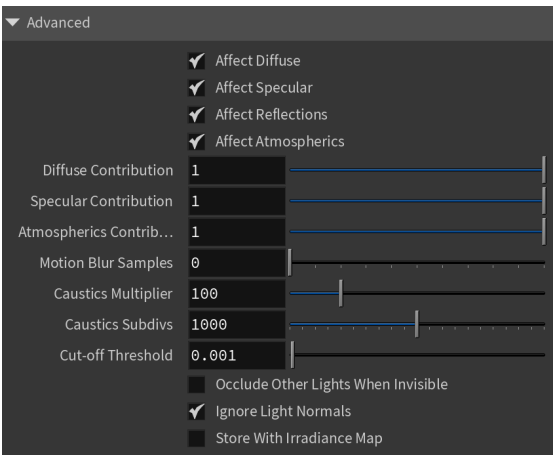 Advanced
Affect Diffuse
Affect Specular
Affect Reflections
Affect Atmospherics
Diffuse Contribution 1
Specular Contribution 1
Atmospherics Contrib... 1
Motion Blur Samples 0
Caustics Multiplier 100
Caustics Subdivs 1000
Cut-off Threshold 0.001
Occlude Other Lights When Invisible
Ignore Light Normals
Store With Irradiance Map